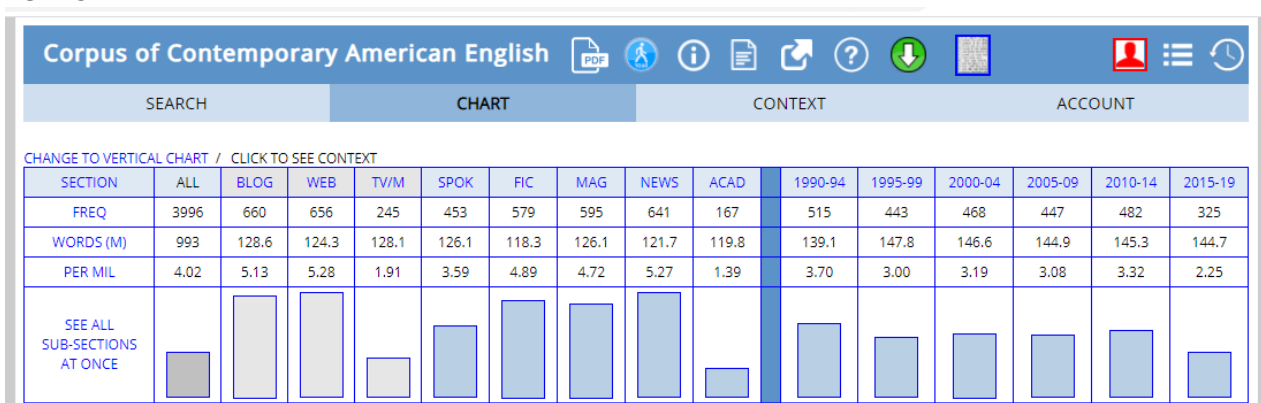 Corpus of Contemporary American English PDF
SEARCH CHART CONTEXT ACCOUNT
CHANGE TO VERTICAL CHART / CLICK TO SEE CONTEXT
SECTION ALL BLOG WEB TV/M SPOK FIC MAG NEWS ACAD 1990-94 1995-99 2000-04 2005-09 2010-14 2015-19
FREQ 3996 660 656 245 453 579 595 641 167 515 443 468 447 482 325
WORDS (M) 993 128.6 124.3 128.1 126.1 118.3 126.1 121.7 119.8 139.1 147.8 146.6 144.9 145.3 144.7
PER MIL 4.02 5.13 5.28 1.91 3.59 4.89 4.72 5.27 1.39 3.70 3.00 3.19 3.08 3.32 2.25
SEE ALL
SUB-SECTIONS
AT ONCE